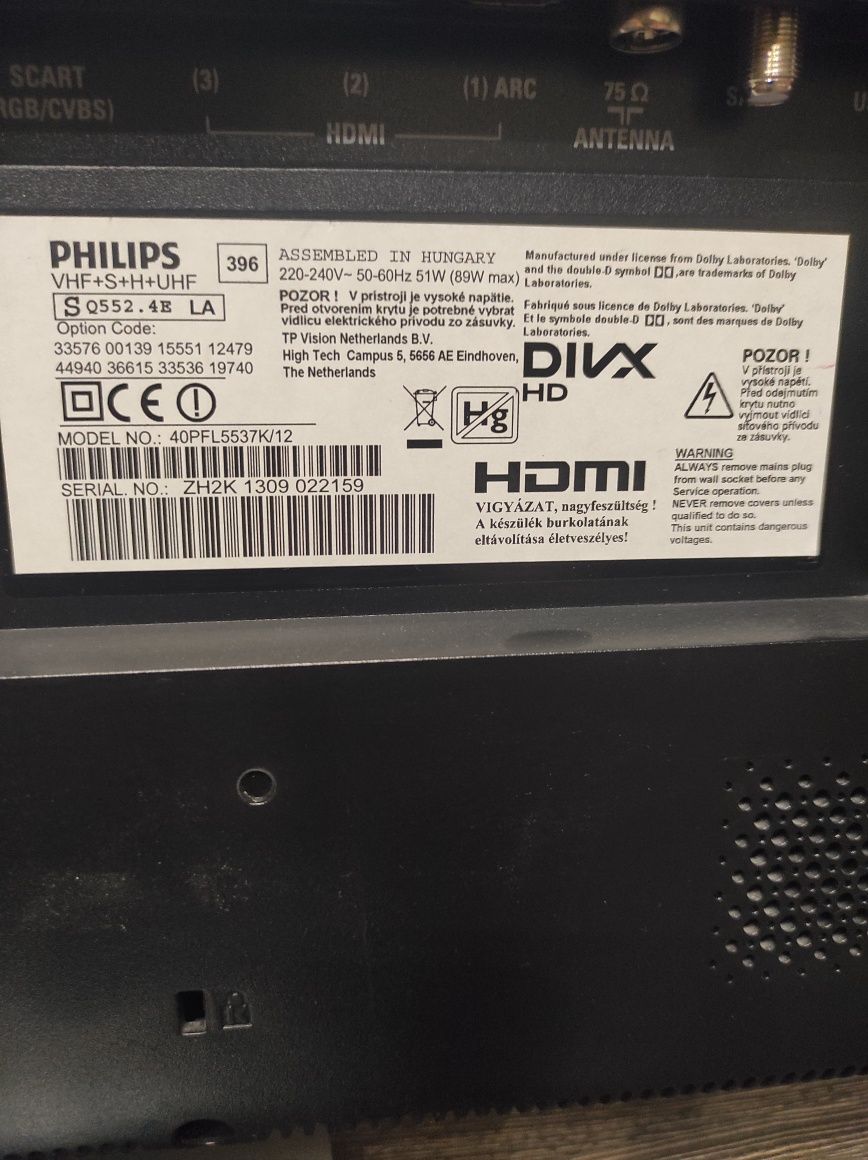 SCART
(3)
(2)
(1) ARC
75 Ω
RGB/CVBS)
HDMI
ANTENNA
PHILIPS
VHF+S+H+UHF
396
S Q552.4E LA
Option Code:
33576 00139 15551 12479
44940 36615 33536 19740
CE
MODEL NO.: 40PFL5537K/12
SERIAL. NO.: ZH2K 1309 022159
ASSEMBLED IN HUNGARY
220-240V~ 50-60Hz 51W (89W max)
POZOR ! V prístroji je vysoké napätie.
Pred otvorením krytu je potrebné vybrat
vidlicu elektrického prívodu zo zásuvky.
TP Vision Netherlands B.V.
High Tech Campus 5, 5656 AE Eindhoven,
The Netherlands
Hg
Manufactured under license from Dolby Laboratories. 'Dolby'
and the double-D symbol ,are trademarks of Dolby
Laboratories.
Fabriqué sous licence de Dolby Laboratories. 'Dolby'
Et le symbole double-D , sont des marques de Dolby
Laboratories.
DIVX
HD
HDMI
VIGYÁZAT, nagyfeszültség !
A készülék burkolatának
eltávolítása életveszélyes!
POZOR !
V přístroji je
vysoké napětí.
Před odejmutím
krytu nutno
vyjmout vidlici
síťového přívodu
ze zásuvky.
WARNING
ALWAYS remove mains plug
from wall socket before any
Service operation.
NEVER remove covers unless
qualified to do so.
This unit contains dangerous
voltages.